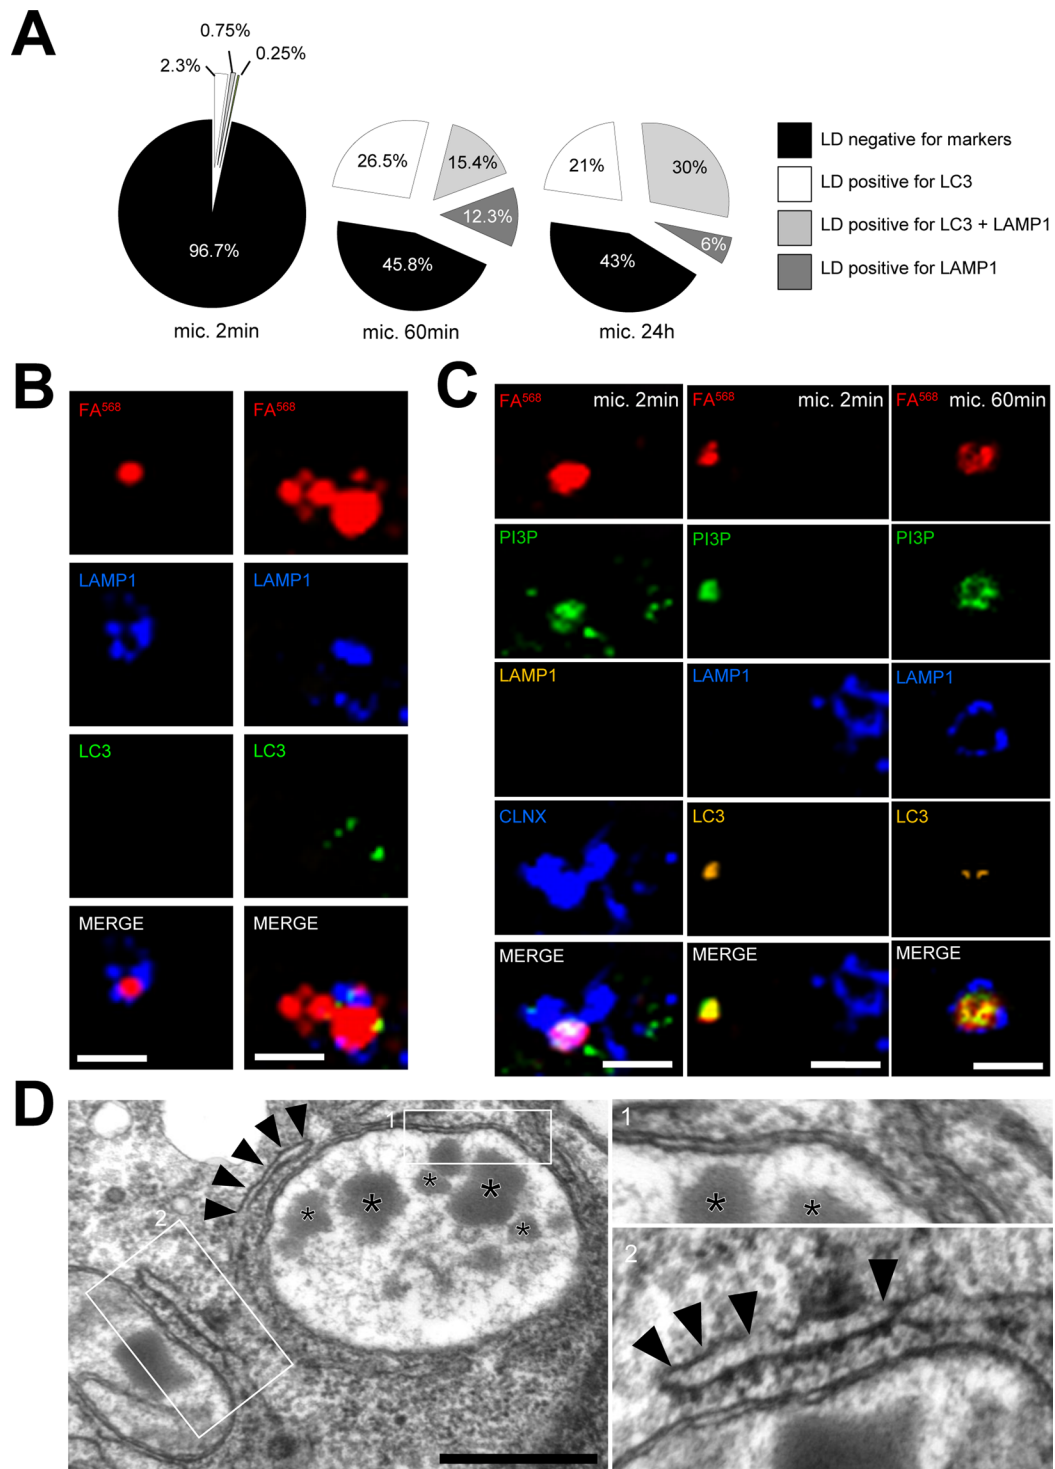 A
0.75%
2.3%
0.25%
96.7%
mic. 2min
26.5%
15.4%
12.3%
45.8%
mic. 60min
21%
30%
6%
43%
mic. 24h
LD negative for markers
LD positive for LC3
LD positive for LC3 + LAMP1
LD positive for LAMP1
B
FA568
FA568
LAMP1
LAMP1
LC3
LC3
MERGE
MERGE
C
FA568 mic. 2min
FA568 mic. 2min
FA568 mic. 60min
PI3P
PI3P
PI3P
LAMP1
LAMP1
LAMP1
CLNX
LC3
LC3
MERGE
MERGE
MERGE
D
1
2
* * * * *
1
* *
2